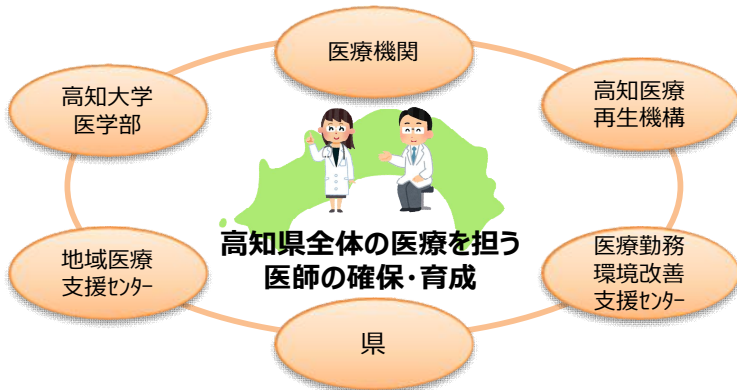 医療機関
高知大学
医学部
高知医療
再生機構
高知県全体の医療を担う
医師の確保・育成
地域医療
支援センター
医療勤務
環境改善
支援センター
県